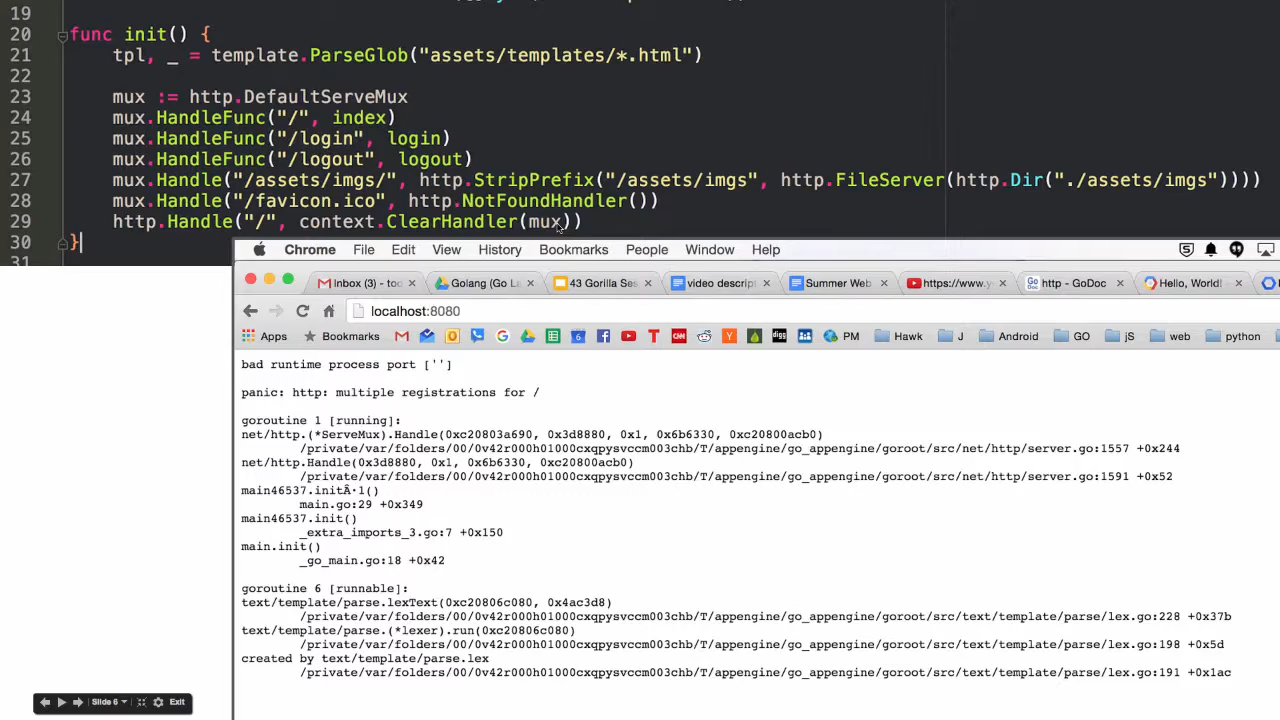 19
20 func init() {
21 tpl, _ = template.ParseGlob("assets/templates/*.html")
22
23 mux := http.DefaultServeMux
24 mux.HandleFunc("/", index)
25 mux.HandleFunc("/login", login)
26 mux.HandleFunc("/logout", logout)
27 mux.Handle("/assets/imgs/", http.StripPrefix("/assets/imgs", http.FileServer(http.Dir("./assets/imgs"))))
28 mux.Handle("/favicon.ico", http.NotFoundHandler())
29 http.Handle("/", context.ClearHandler(mux))
30 }
31
Chrome File Edit View History Bookmarks People Window Help
Inbox (3) - toc Golang (Go La 43 Gorilla Ses video descrip Summer Web https://www.y http - GoDoc Hello, World! -
localhost:8080
Apps Bookmarks PM Hawk J Android GO jS web python
bad runtime process port ['']
panic: http: multiple registrations for /
goroutine 1 [running]:
net/http.(*ServeMux).Handle(0xc20803a690, 0x3d8880, 0x1, 0x6b6330, 0xc20800acb0)
/private/var/folders/00/0v42r000h01000cxqpysvccm003chb/T/appengine/go_appengine/goroot/src/net/http/server.go:1557 +0x244
net/http.Handle(0x3d8880, 0x1, 0x6b6330, 0xc20800acb0)
/private/var/folders/00/0v42r000h01000cxqpysvccm003chb/T/appengine/go_appengine/goroot/src/net/http/server.go:1591 +0x52
main46537.initÂ·1()
main.go:29 +0x349
main46537.init()
_extra_imports_3.go:7 +0x150
main.init()
_go_main.go:18 +0x42
goroutine 6 [runnable]:
text/template/parse.lexText(0xc20806c080, 0x4ac3d8)
/private/var/folders/00/0v42r000h01000cxqpysvccm003chb/T/appengine/go_appengine/goroot/src/text/template/parse/lex.go:228 +0x37b
text/template/parse.(*lexer).run(0xc20806c080)
/private/var/folders/00/0v42r000h01000cxqpysvccm003chb/T/appengine/go_appengine/goroot/src/text/template/parse/lex.go:198 +0x5d
created by text/template/parse.lex
/private/var/folders/00/0v42r000h01000cxqpysvccm003chb/T/appengine/go_appengine/goroot/src/text/template/parse/lex.go:191 +0x1ac
Slide 6 Exit